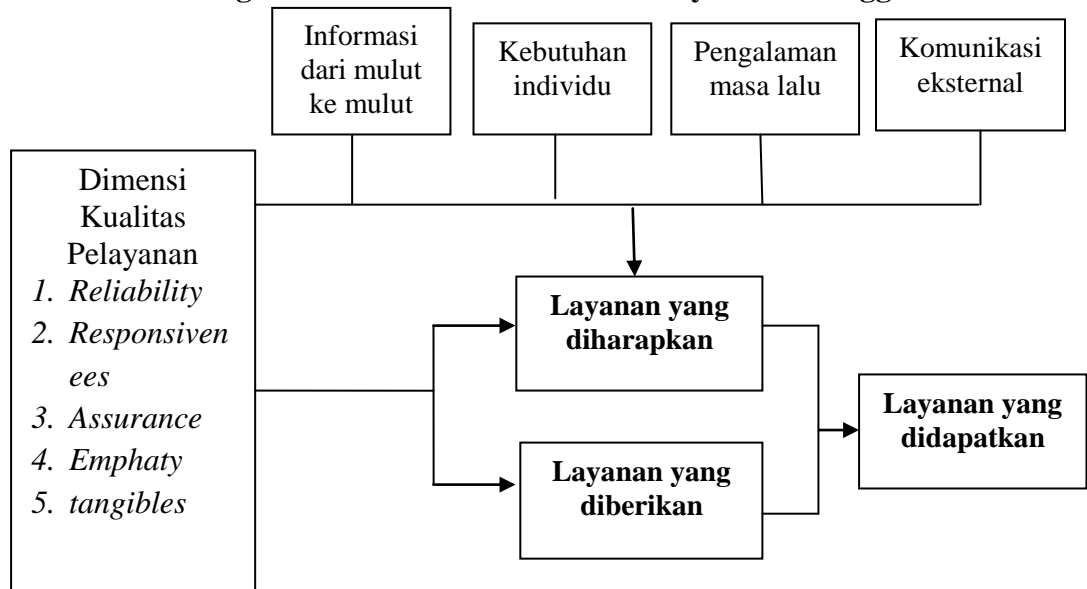 Informasi
dari mulut
ke mulut
Kebutuhan
individu
Pengalaman
masa lalu
Komunikasi
eksternal
Dimensi
Kualitas
Pelayanan
1. Reliability
2. Responsiven
ees
3. Assurance
4. Emphaty
5. tangibles
Layanan yang
diharapkan
Layanan yang
diberikan
Layanan yang
didapatkan